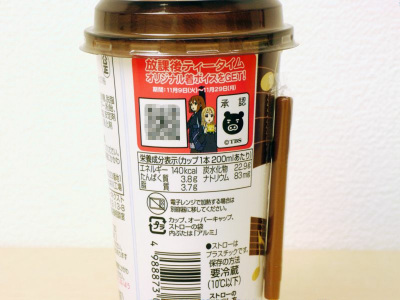 放課後ティータイム
オリジナル着ボイスをGET!
期間:11月9日(火)〜11月29日(月)
承認
©TBS
栄養成分表示(カップ1本200mlあたり)
エネルギー 140kcal 炭水化物 22.9g
たんぱく質 3.8g ナトリウム 83mg
脂質 3.7g
電子レンジで加熱する場合は
別容器に移してください。
カップ、オーバーキャップ、
ストローの袋
内ぶたは「アルミ」
●ストローは
プラスチックです。
保存の方法
要冷蔵
(10℃以下)
ストローの
4988873